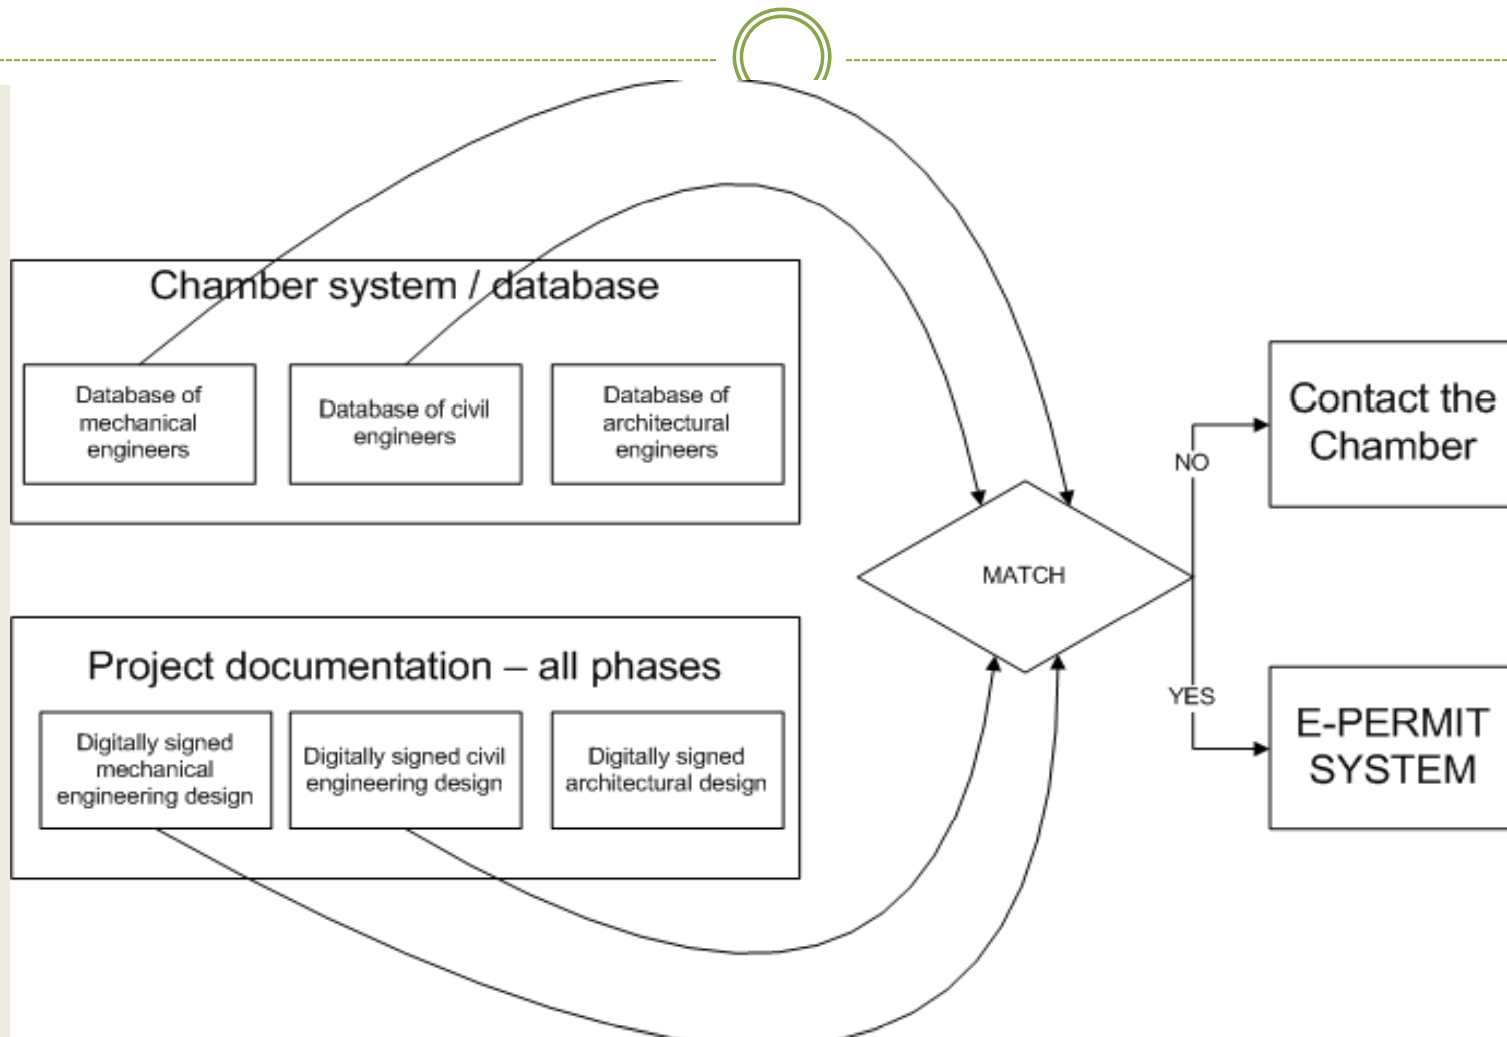 Chamber system / database
Database of
mechanical
engineers
Database of civil
engineers
Database of
architectural
engineers
Contact the
Chamber
NO
MATCH
Project documentation – all phases
YES
Digitally signed
mechanical
engineering design
Digitally signed civil
engineering design
Digitally signed
architectural design
E-PERMIT
SYSTEM